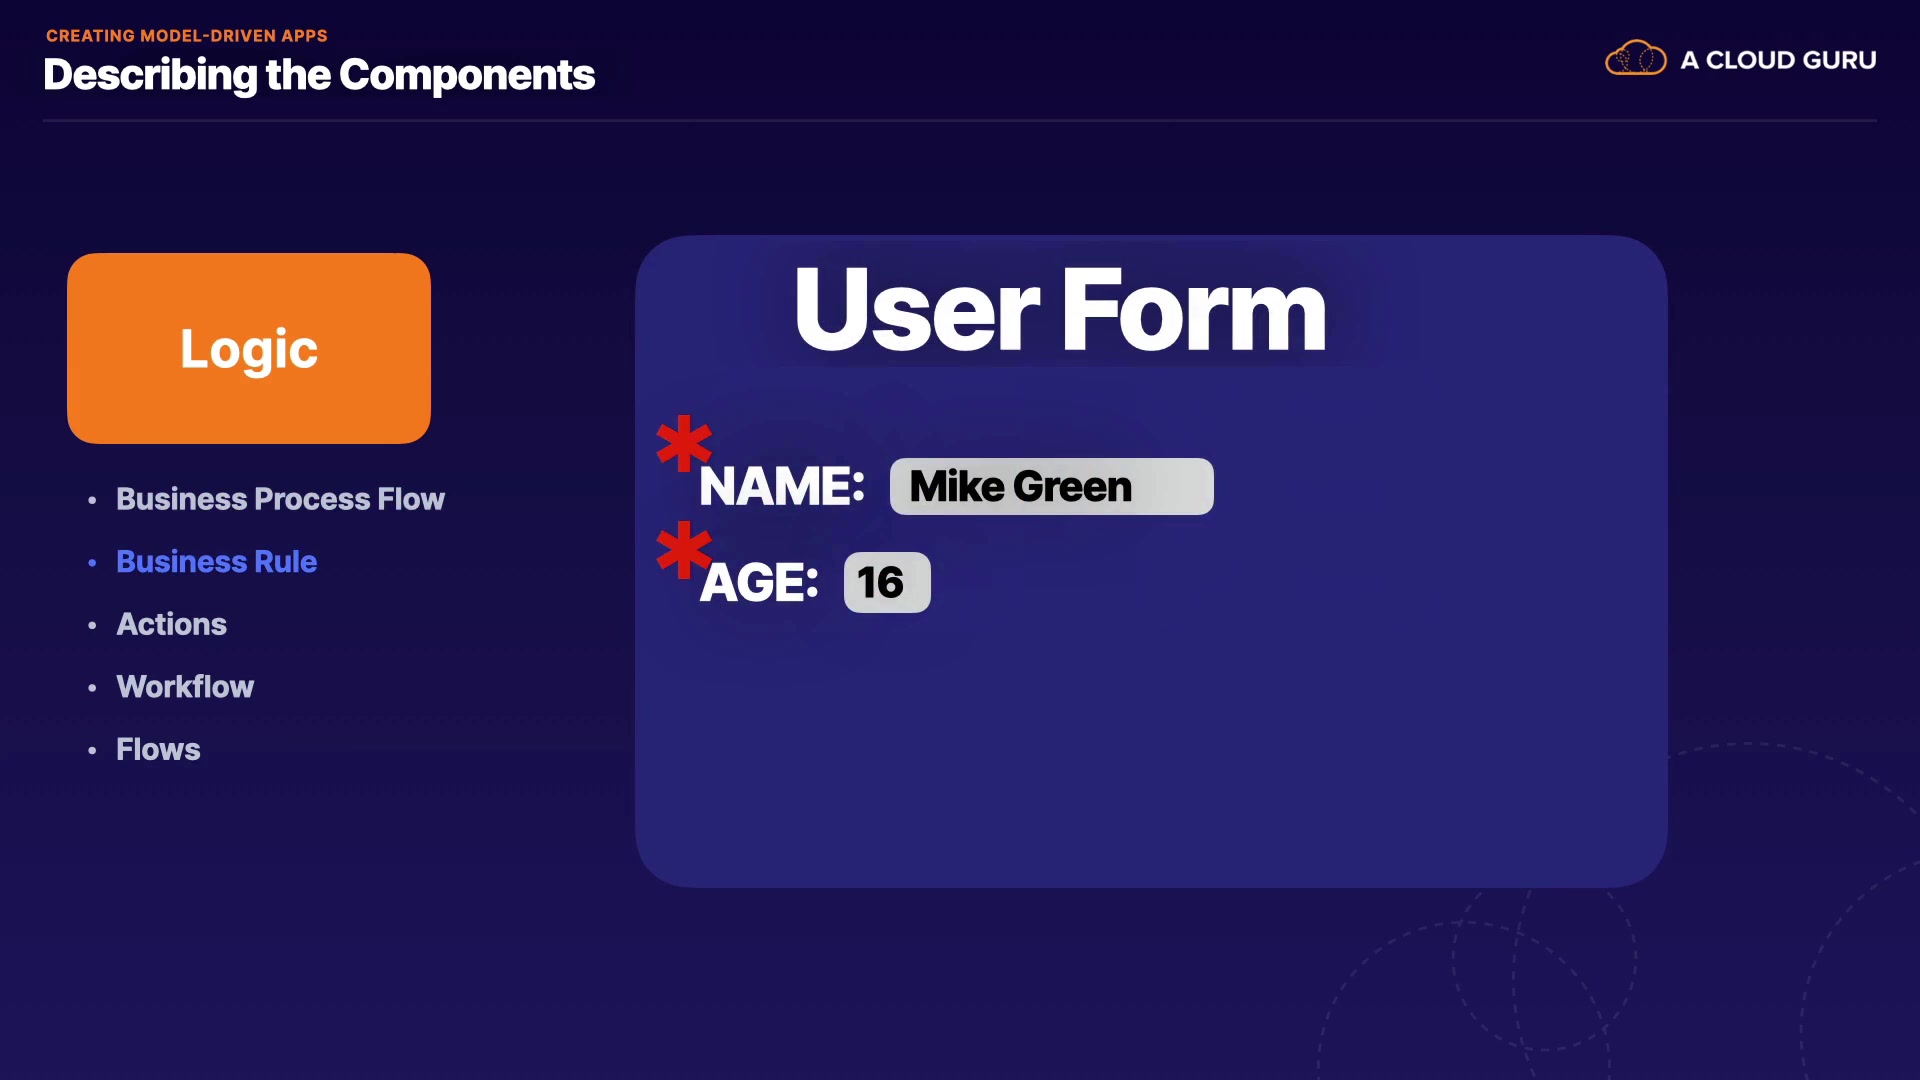 CREATING MODEL-DRIVEN APPS
Describing the Components
A CLOUD GURU
Logic
• Business Process Flow
• Business Rule
• Actions
• Workflow
• Flows
User Form
*NAME: Mike Green
*AGE: 16